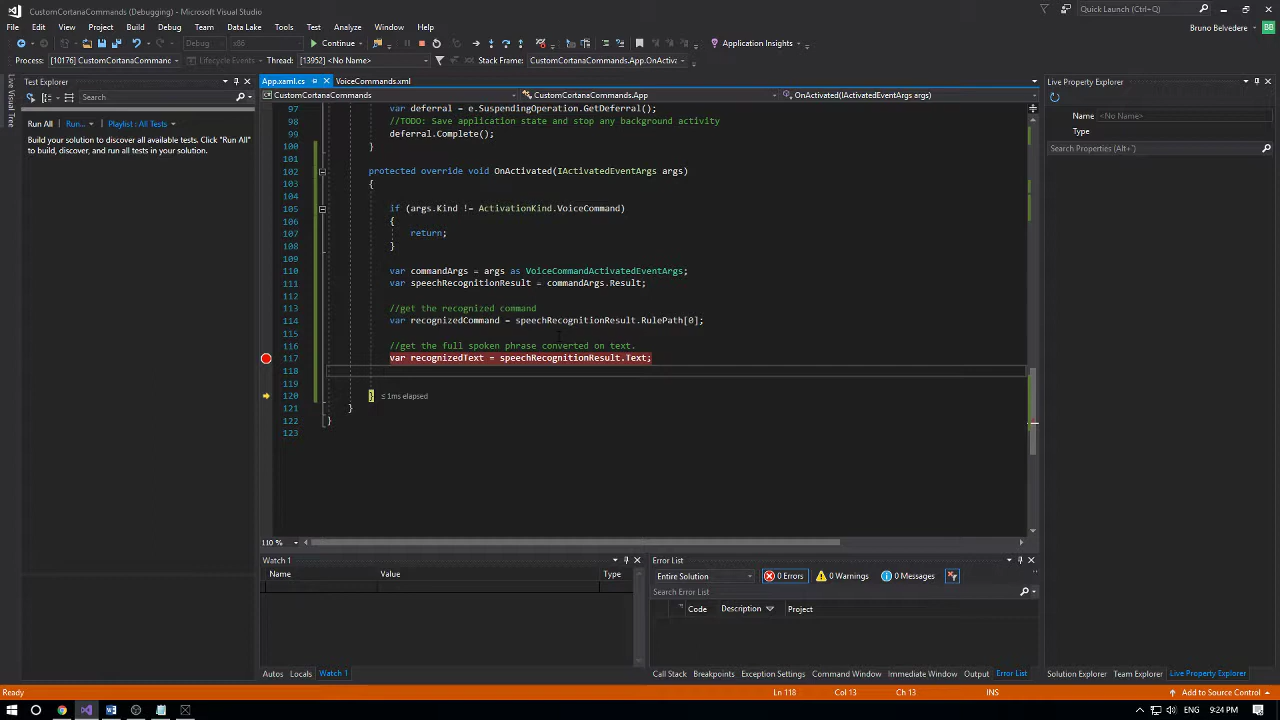 CustomCortanaCommands (Debugging) - Microsoft Visual Studio
Quick Launch (Ctrl+Q)
File Edit View Project Build Debug Team Data Lake Tools Test Analyze Window Help
Bruno Belvedere BB
Debug x86 Continue Application Insights
Process: [10176] CustomCortanaCommands Lifecycle Events Thread: [13952] <No Name> Stack Frame: CustomCortanaCommands.App.OnActivat
Live Visual Tree
Test Explorer
Search
Run All Run... Playlist : All Tests
Build your solution to discover all available tests. Click "Run All"
to build, discover, and run all tests in your solution.
App.xaml.cs VoiceCommands.xml
CustomCortanaCommands CustomCortanaCommands.App OnActivated(IActivatedEventArgs args)
97 var deferral = e.SuspendingOperation.GetDeferral();
98 //TODO: Save application state and stop any background activity
99 deferral.Complete();
100 }
101
102 protected override void OnActivated(IActivatedEventArgs args)
103 {
104
105 if (args.Kind != ActivationKind.VoiceCommand)
106 {
107 return;
108 }
109
110 var commandArgs = args as VoiceCommandActivatedEventArgs;
111 var speechRecognitionResult = commandArgs.Result;
112
113 //get the recognized command
114 var recognizedCommand = speechRecognitionResult.RulePath[0];
115
116 //get the full spoken phrase converted on text.
117 var recognizedText = speechRecognitionResult.Text;
118
119
120 } ≤ 1ms elapsed
121 }
122 }
123
110 %
Live Property Explorer
Name <No Name>
Type
Search Properties (Alt+`)
Watch 1
Name Value Type
Autos Locals Watch 1
Error List
Entire Solution 0 Errors 0 Warnings 0 Messages
Search Error List
Code Description Project
Call Stack Breakpoints Exception Settings Command Window Immediate Window Output Error List
Solution Explorer Team Explorer Live Property Explorer
Ready Ln 118 Col 13 Ch 13 INS Add to Source Control
ENG 9:24 PM